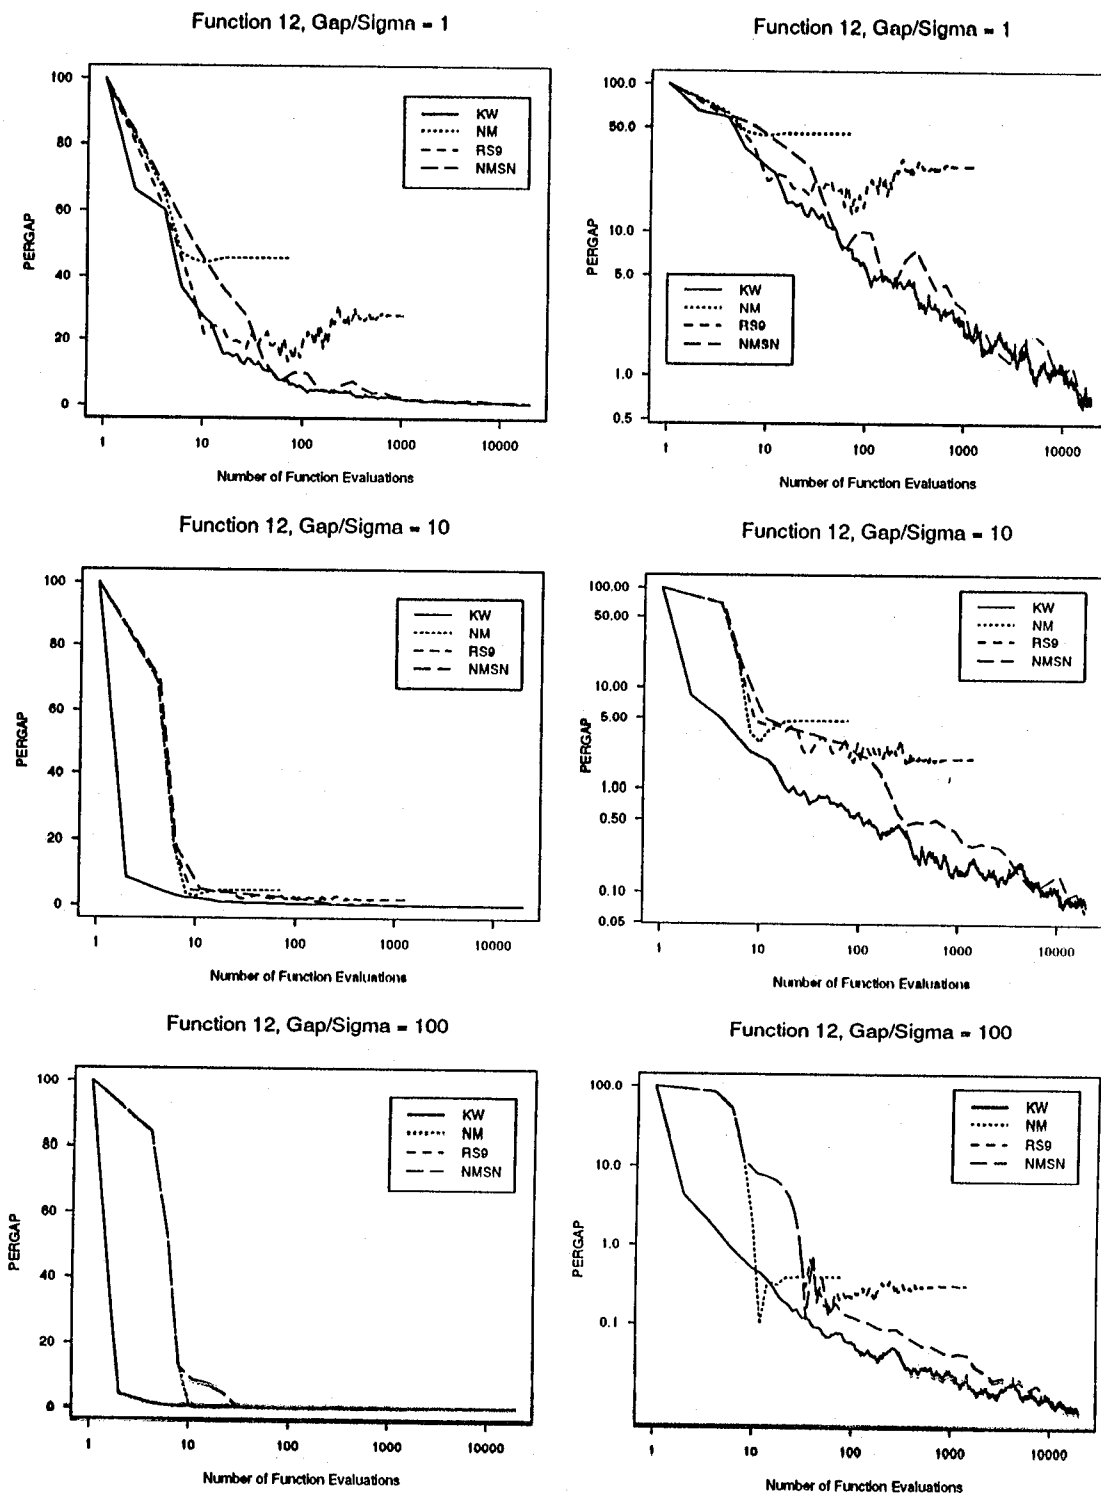 Function 12, Gap/Sigma = 1
PERGAP
100
80
60
40
20
0
KW
NM
RS9
NMSN
1 10 100 1000 10000
Number of Function Evaluations
Function 12, Gap/Sigma = 1
PERGAP
100.0
50.0
10.0
5.0
1.0
0.5
KW
NM
RS9
NMSN
1 10 100 1000 10000
Number of Function Evaluations
Function 12, Gap/Sigma = 10
PERGAP
100
80
60
40
20
0
KW
NM
RS9
NMSN
1 10 100 1000 10000
Number of Function Evaluations
Function 12, Gap/Sigma = 10
PERGAP
100.00
50.00
10.00
5.00
1.00
0.50
0.10
0.05
KW
NM
RS9
NMSN
1 10 100 1000 10000
Number of Function Evaluations
Function 12, Gap/Sigma = 100
PERGAP
100
80
60
40
20
0
KW
NM
RS9
NMSN
1 10 100 1000 10000
Number of Function Evaluations
Function 12, Gap/Sigma = 100
PERGAP
100.0
10.0
1.0
0.1
KW
NM
RS9
NMSN
1 10 100 1000 10000
Number of Function Evaluations